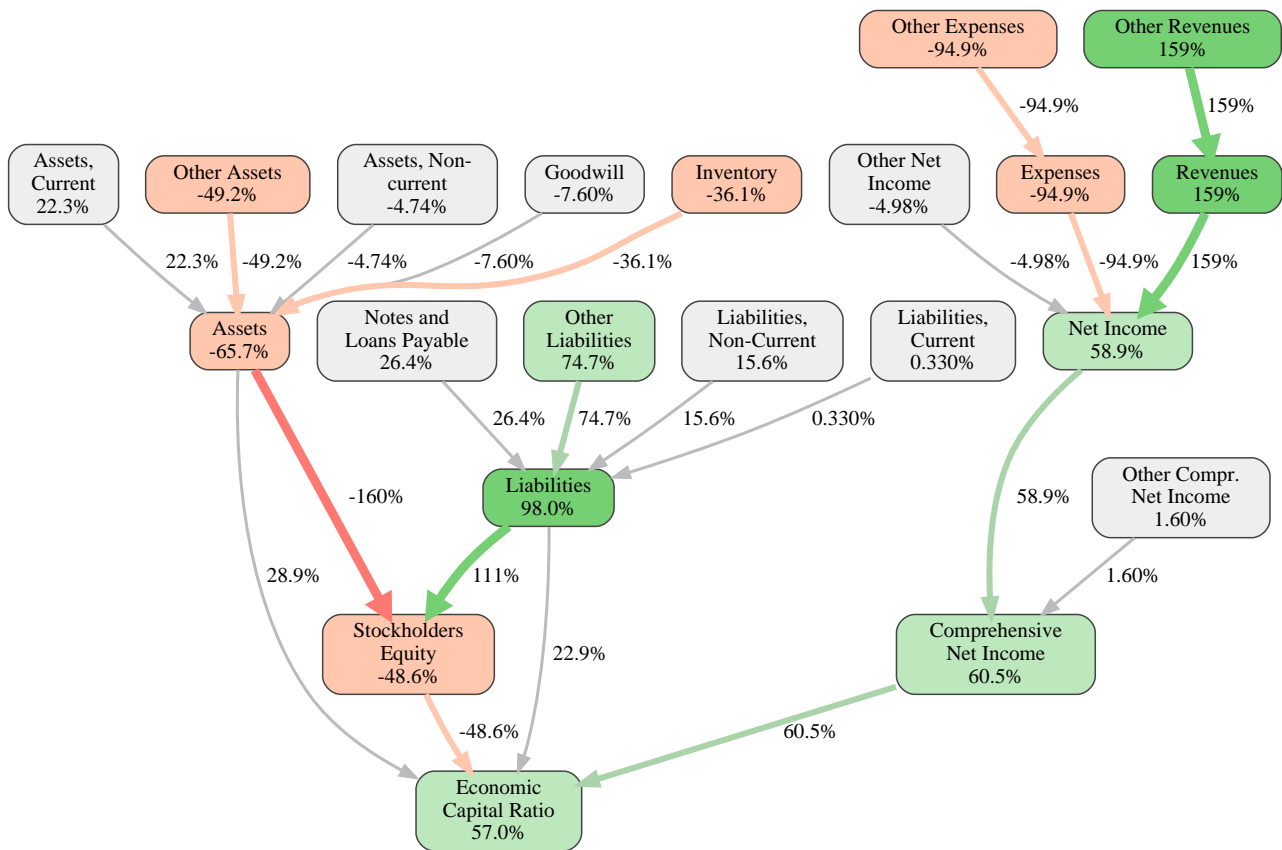 Other Expenses
-94.9%
Other Revenues
159%
-94.9%
159%
Assets,
Current
22.3%
Other Assets
-49.2%
Assets, Non-
current
-4.74%
Goodwill
-7.60%
Inventory
-36.1%
Other Net
Income
-4.98%
Expenses
-94.9%
Revenues
159%
22.3%
-49.2%
-4.74%
-7.60%
-36.1%
-4.98%
-94.9%
159%
Assets
-65.7%
Notes and
Loans Payable
26.4%
Other
Liabilities
74.7%
Liabilities,
Non-Current
15.6%
Liabilities,
Current
0.330%
Net Income
58.9%
26.4%
74.7%
15.6%
0.330%
-160%
Liabilities
98.0%
58.9%
Other Compr.
Net Income
1.60%
28.9%
111%
1.60%
Stockholders
Equity
-48.6%
22.9%
Comprehensive
Net Income
60.5%
-48.6%
60.5%
Economic
Capital Ratio
57.0%